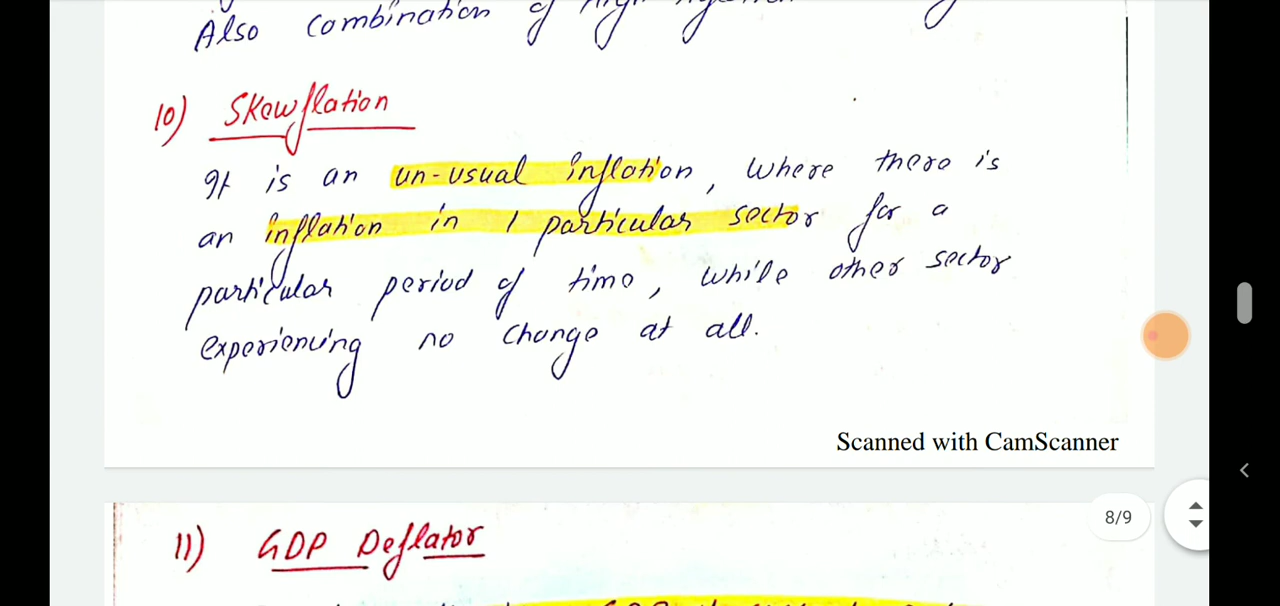 Also combination of high
10) Skewflation
It is an un-usual inflation, where there is
an inflation in 1 particular sector for a
particular period of time, while other sector
experiencing no change at all.
Scanned with CamScanner
8/9
11) GDP Deflator